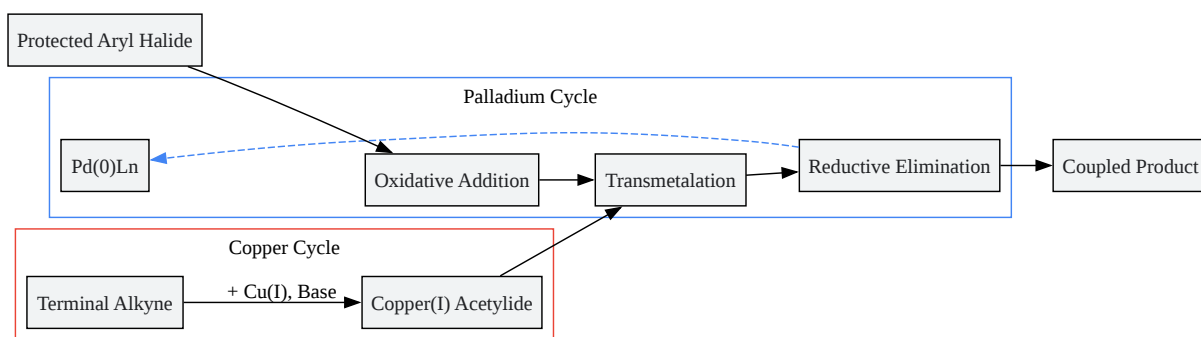 Protected Aryl Halide
Palladium Cycle
Pd(0)Ln
Oxidative Addition
Transmetalation
Reductive Elimination
Coupled Product
Copper Cycle
Terminal Alkyne
+ Cu(I), Base
Copper(I) Acetylide